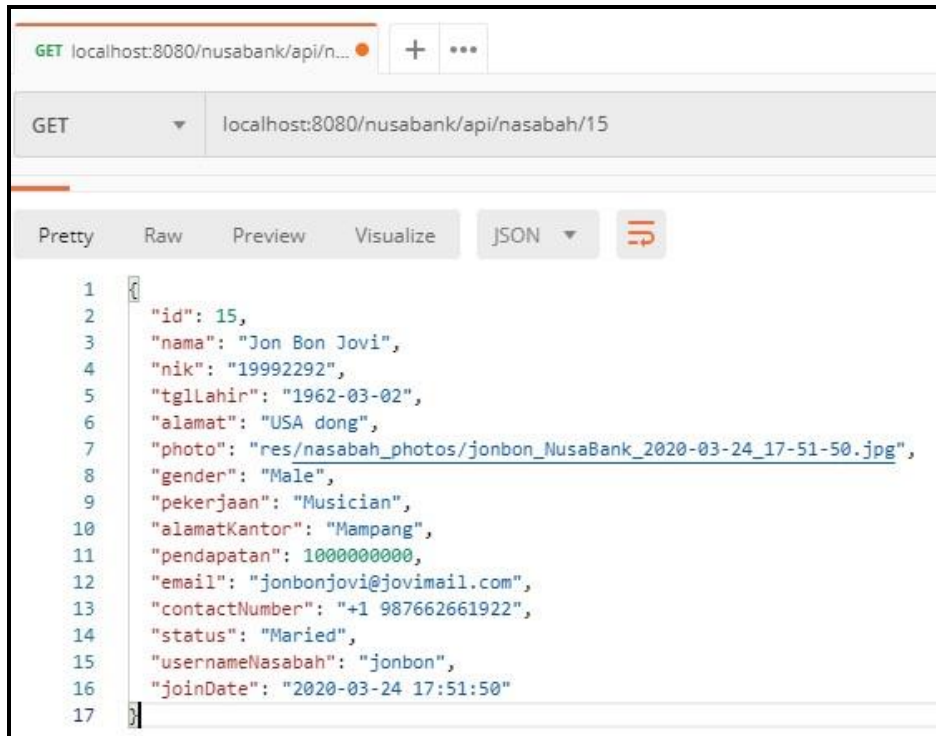 GET localhost:8080/nusabank/api/n...
GET localhost:8080/nusabank/api/nasabah/15
Pretty Raw Preview Visualize JSON
1 {
2 "id": 15,
3 "nama": "Jon Bon Jovi",
4 "nik": "19992292",
5 "tglLahir": "1962-03-02",
6 "alamat": "USA dong",
7 "photo": "res/nasabah_photos/jonbon_NusaBank_2020-03-24_17-51-50.jpg",
8 "gender": "Male",
9 "pekerjaan": "Musician",
10 "alamatKantor": "Mampang",
11 "pendapatan": 1000000000,
12 "email": "jonbonjovi@jovimail.com",
13 "contactNumber": "+1 987662661922",
14 "status": "Maried",
15 "usernameNasabah": "jonbon",
16 "joinDate": "2020-03-24 17:51:50"
17 }